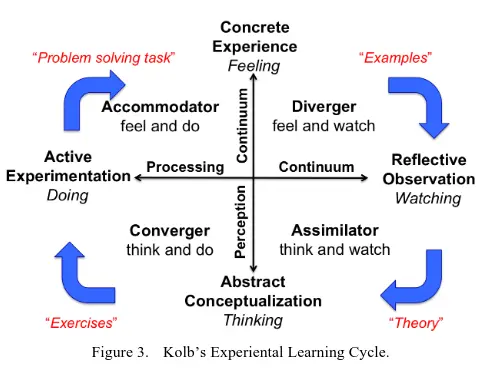 Concrete
Experience
Feeling
“Problem solving task”
“Examples”
Accommodator
feel and do
Diverger
feel and watch
Continuum
Active
Experimentation
Doing
Processing
Continuum
Reflective
Observation
Watching
Perception
Converger
think and do
Assimilator
think and watch
Abstract
Conceptualization
Thinking
“Exercises”
“Theory”
Figure 3. Kolb’s Experiental Learning Cycle.